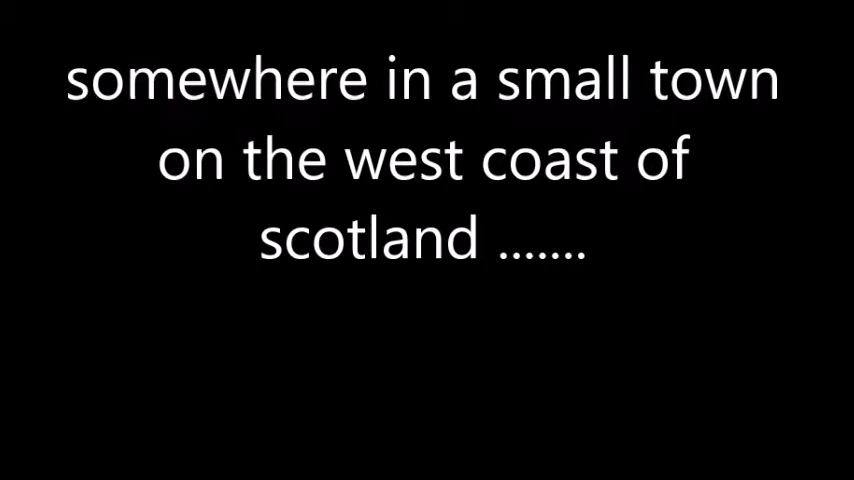 somewhere in a small town
on the west coast of
scotland .......